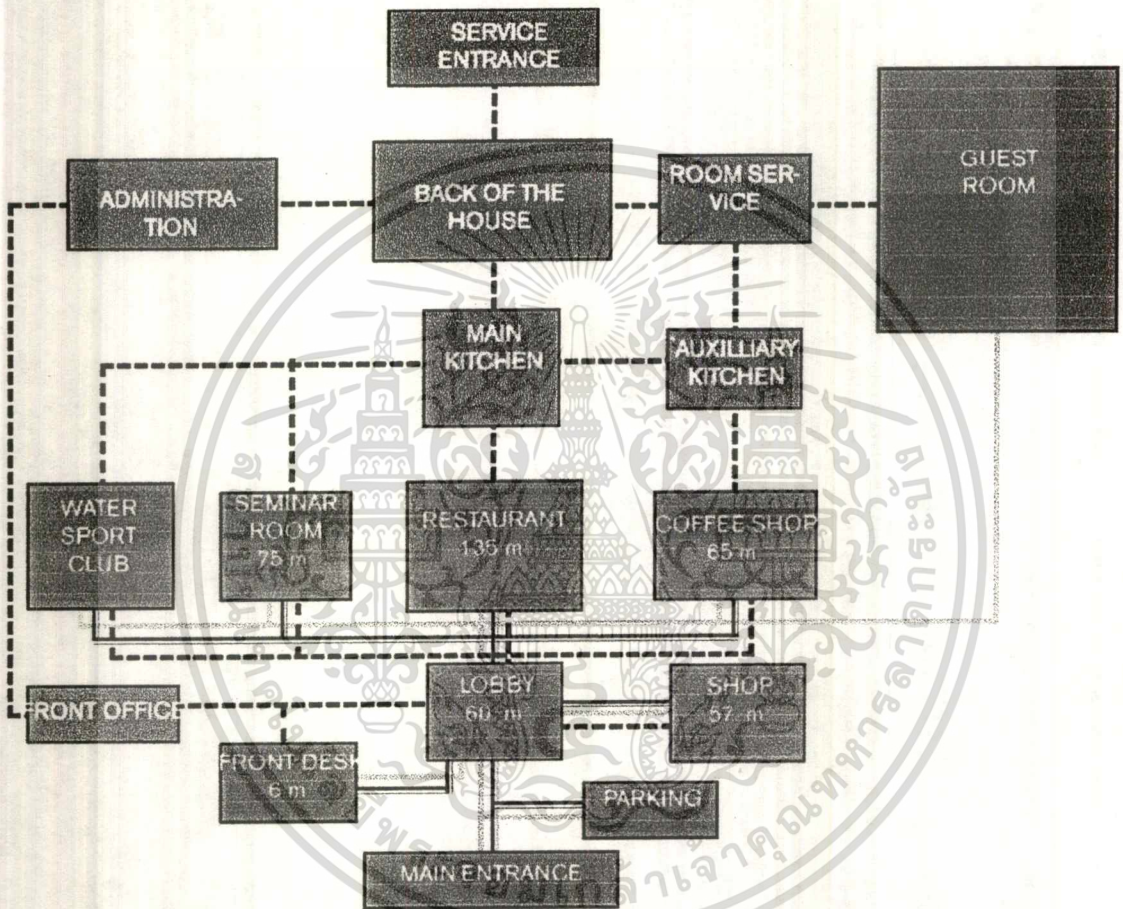 SERVICE
ENTRANCE
GUEST
ROOM
ADMINISTRA-
TION
BACK OF THE
HOUSE
ROOM SER-
VICE
MAIN
KITCHEN
AUXILLIARY
KITCHEN
WATER
SPORT
CLUB
SEMINAR
ROOM
75 m
RESTAURANT
135 m
COFFEE SHOP
65 m
FRONT OFFICE
LOBBY
60 m
SHOP
57 m
FRONT DESK
6 m
PARKING
MAIN ENTRANCE